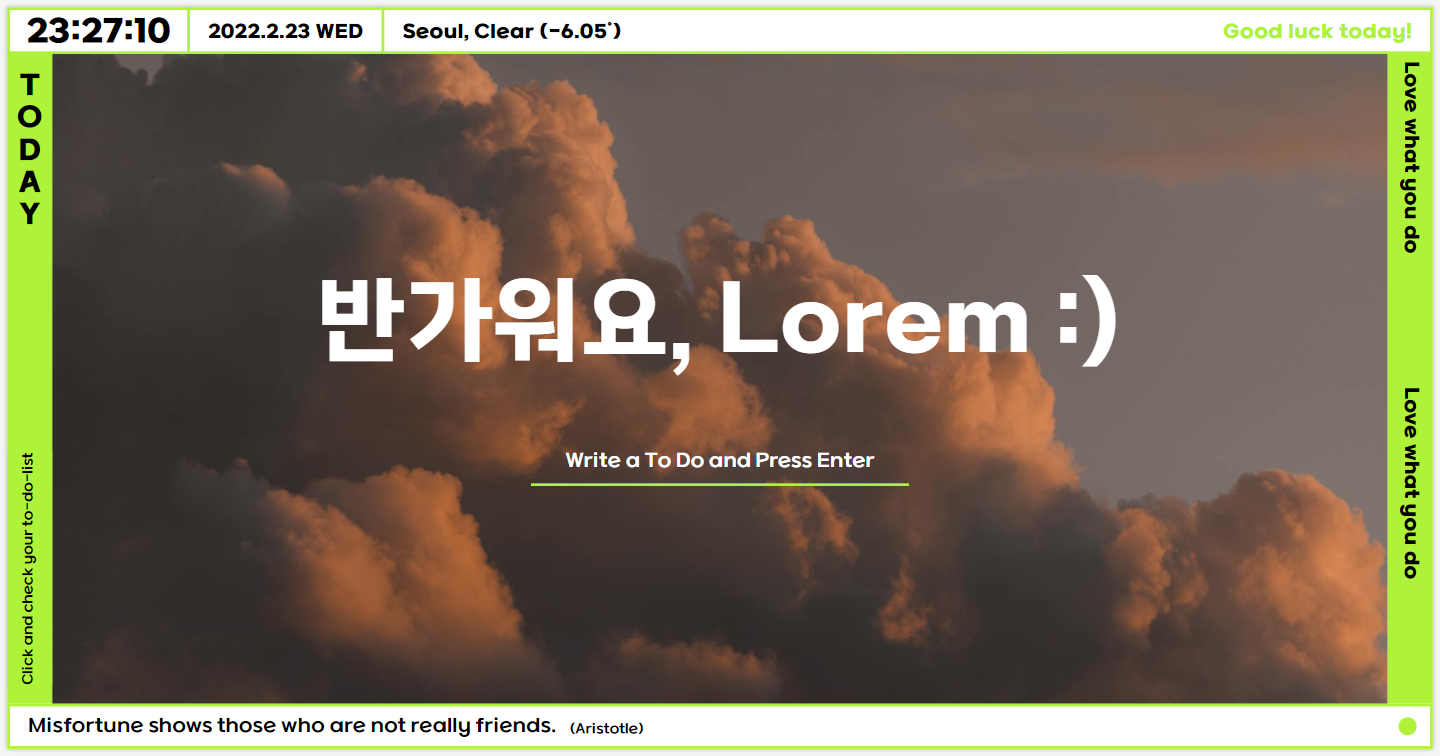 23:27:10
2022.2.23 WED
Seoul, Clear (-6.05°)
Good luck today!
TODAY
Click and check your to-do-list
반가워요, Lorem :)
Write a To Do and Press Enter
Love what you do
Love what you do
Misfortune shows those who are not really friends. (Aristotle)